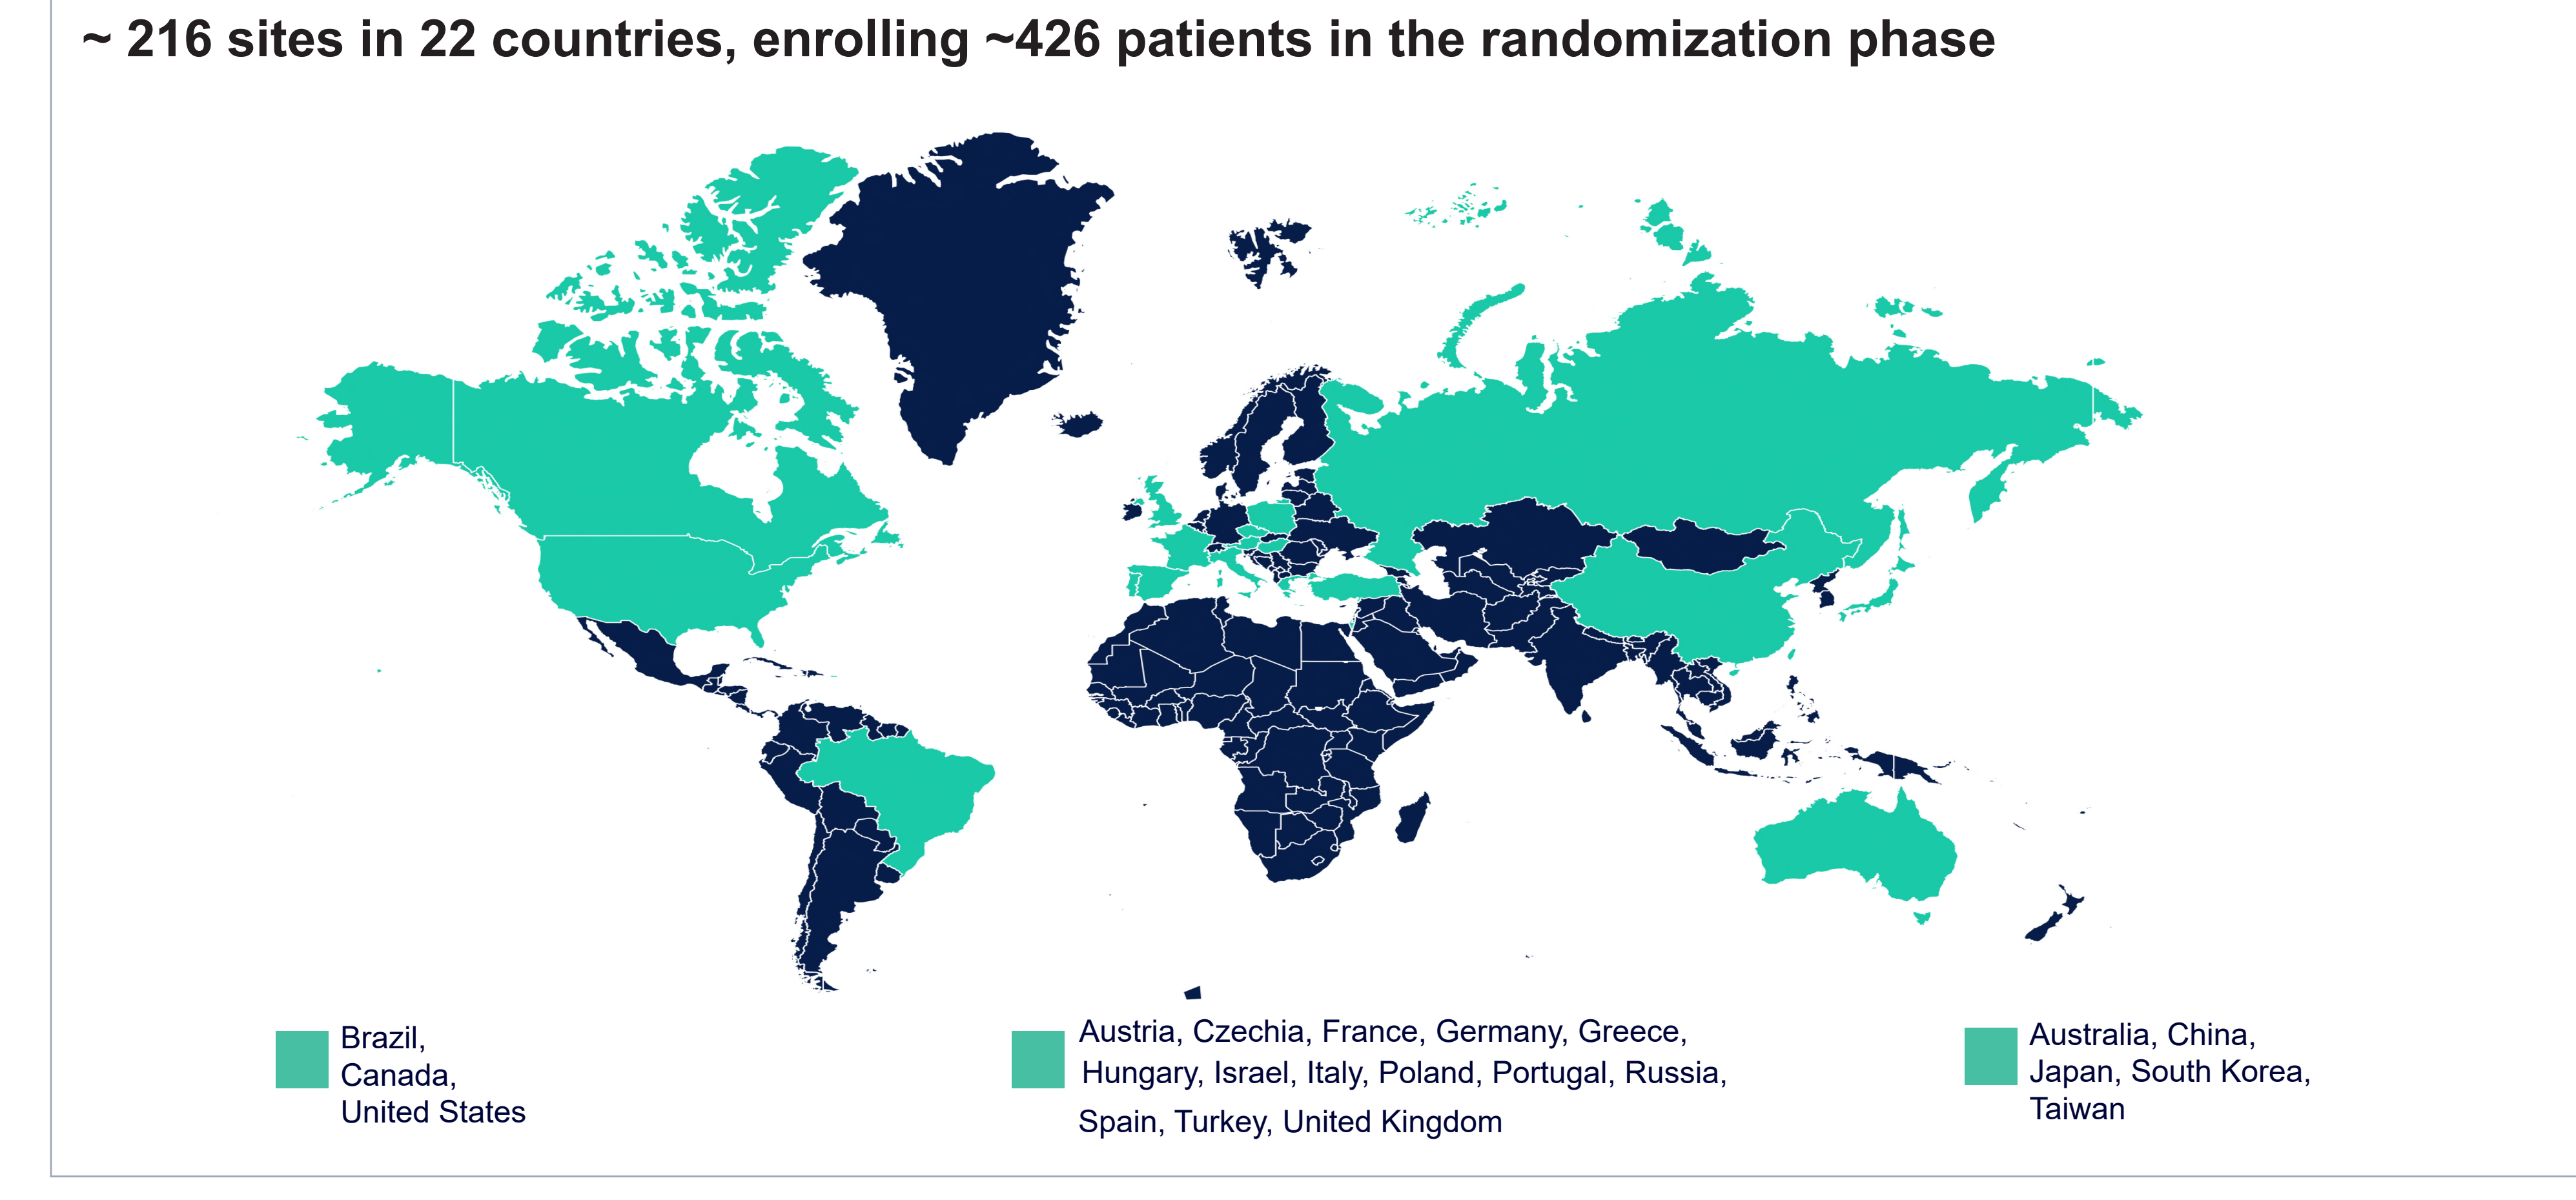 ~ 216 sites in 22 countries, enrolling ~426 patients in the randomization phase
Brazil,
Canada,
United States
Austria, Czechia, France, Germany, Greece,
Hungary, Israel, Italy, Poland, Portugal, Russia,
Spain, Turkey, United Kingdom
Australia, China,
Japan, South Korea,
Taiwan